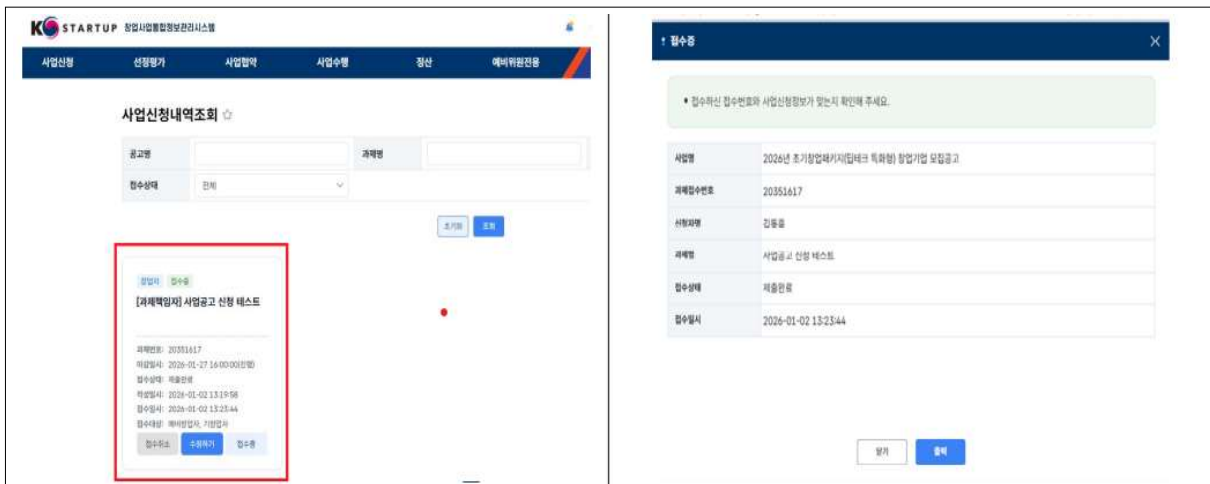 K STARTUP 창업사업통합정보관리시스템
사업신청 선정평가 사업협약 사업수행 정산 예비위원전용
사업신청내역조회 ☆
공고명 과제명
접수상태 전체
초기화 조회
창업자 접수중
[과제책임자] 사업공고 신청 테스트
과제번호: 20351617
마감일시: 2026-01-27 16:00:00(진행)
접수상태: 제출완료
작성일시: 2026-01-02 13:19:58
접수일시: 2026-01-02 13:23:44
접수대상: 예비창업자, 기창업자
접수취소 수정하기 접수증
접수증
접수하신 접수번호와 사업신청정보가 맞는지 확인해 주세요.
사업명 2026년 초기창업패키지(딥테크 특화형) 창업기업 모집공고
과제접수번호 20351617
신청자명
과제명 사업공고 신청 테스트
접수상태 제출완료
접수일시 2026-01-02 13:23:44
닫기 출력